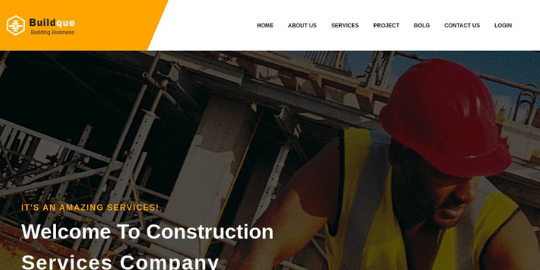 Buildque
Building Business
HOME ABOUT US SERVICES PROJECT BOLG CONTACT US LOGIN
IT'S AN AMAZING SERVICES!
Welcome To Construction
Services Company